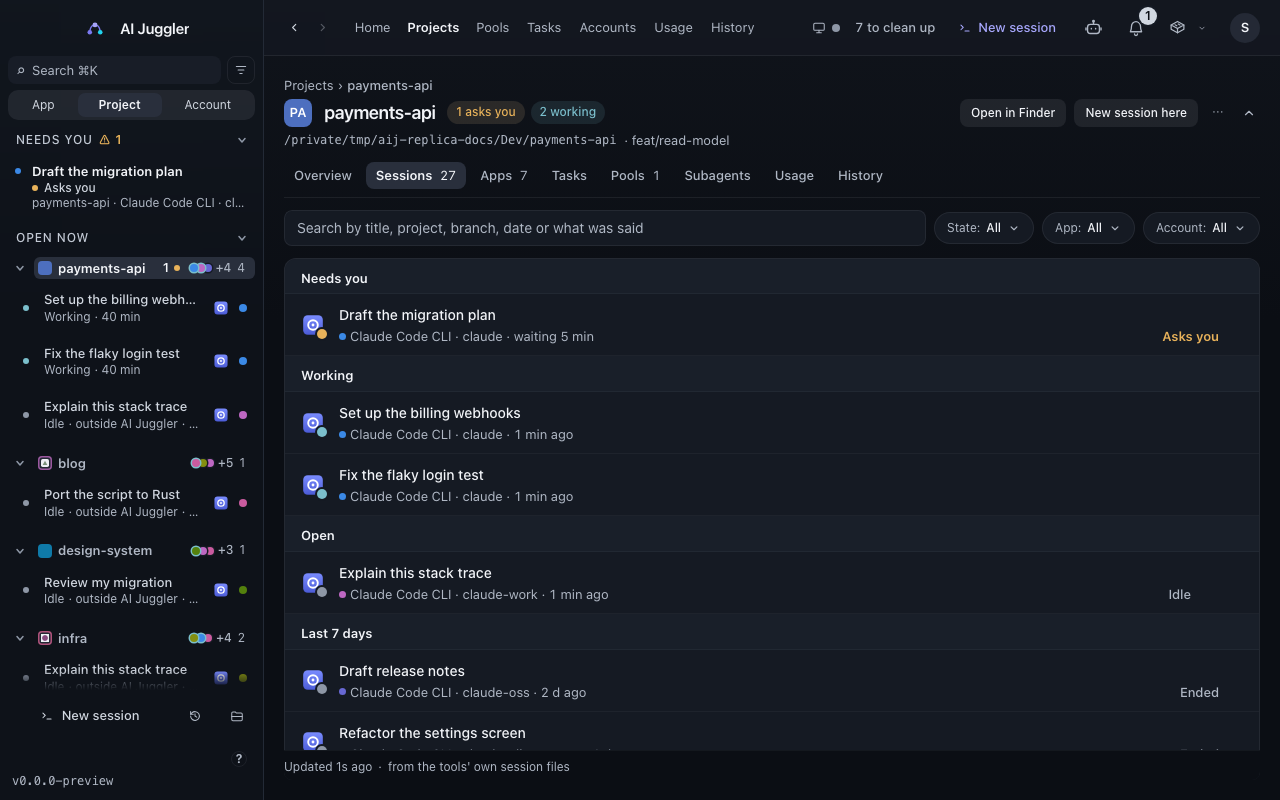 AI Juggler
Search ⌘K
App Project Account
NEEDS YOU 1
Draft the migration plan
Asks you
payments-api · Claude Code CLI · cl…
OPEN NOW
payments-api 1 +4 4
Set up the billing webh…
Working · 40 min
Fix the flaky login test
Working · 40 min
Explain this stack trace
Idle · outside AI Juggler · …
blog +5 1
Port the script to Rust
Idle · outside AI Juggler · …
design-system +3 1
Review my migration
Idle · outside AI Juggler · …
infra +4 2
Explain this stack trace
Idle · outside AI Juggler · …
New session
?
v0.0.0-preview
Home Projects Pools Tasks Accounts Usage History
7 to clean up
New session
1
S
Projects › payments-api
PA payments-api 1 asks you 2 working
Open in Finder New session here ···
/private/tmp/aij-replica-docs/Dev/payments-api · feat/read-model
Overview Sessions 27 Apps 7 Tasks Pools 1 Subagents Usage History
Search by title, project, branch, date or what was said
State: All App: All Account: All
Needs you
Draft the migration plan
Claude Code CLI · claude · waiting 5 min
Asks you
Working
Set up the billing webhooks
Claude Code CLI · claude · 1 min ago
Fix the flaky login test
Claude Code CLI · claude · 1 min ago
Open
Explain this stack trace
Claude Code CLI · claude-work · 1 min ago
Idle
Last 7 days
Draft release notes
Claude Code CLI · claude-oss · 2 d ago
Ended
Refactor the settings screen
Updated 1s ago · from the tools' own session files